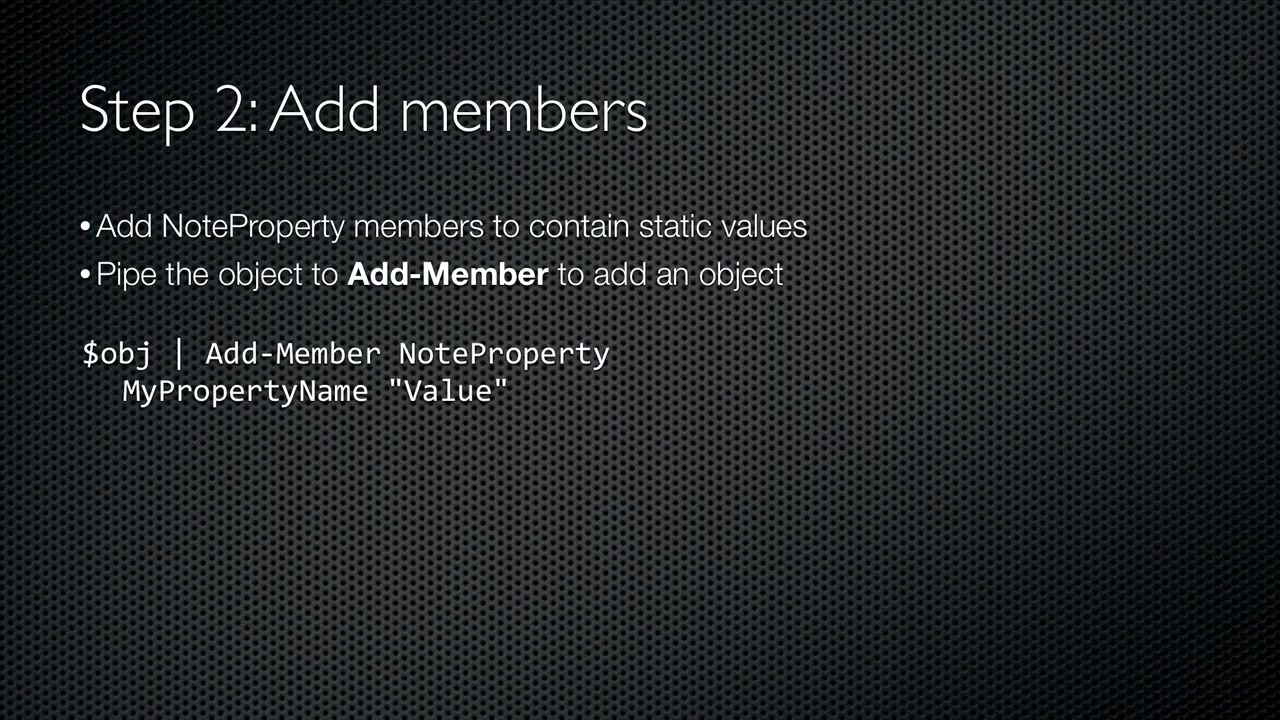 Step 2: Add members
•Add NoteProperty members to contain static values
•Pipe the object to Add-Member to add an object
$obj | Add-Member NoteProperty
MyPropertyName "Value"